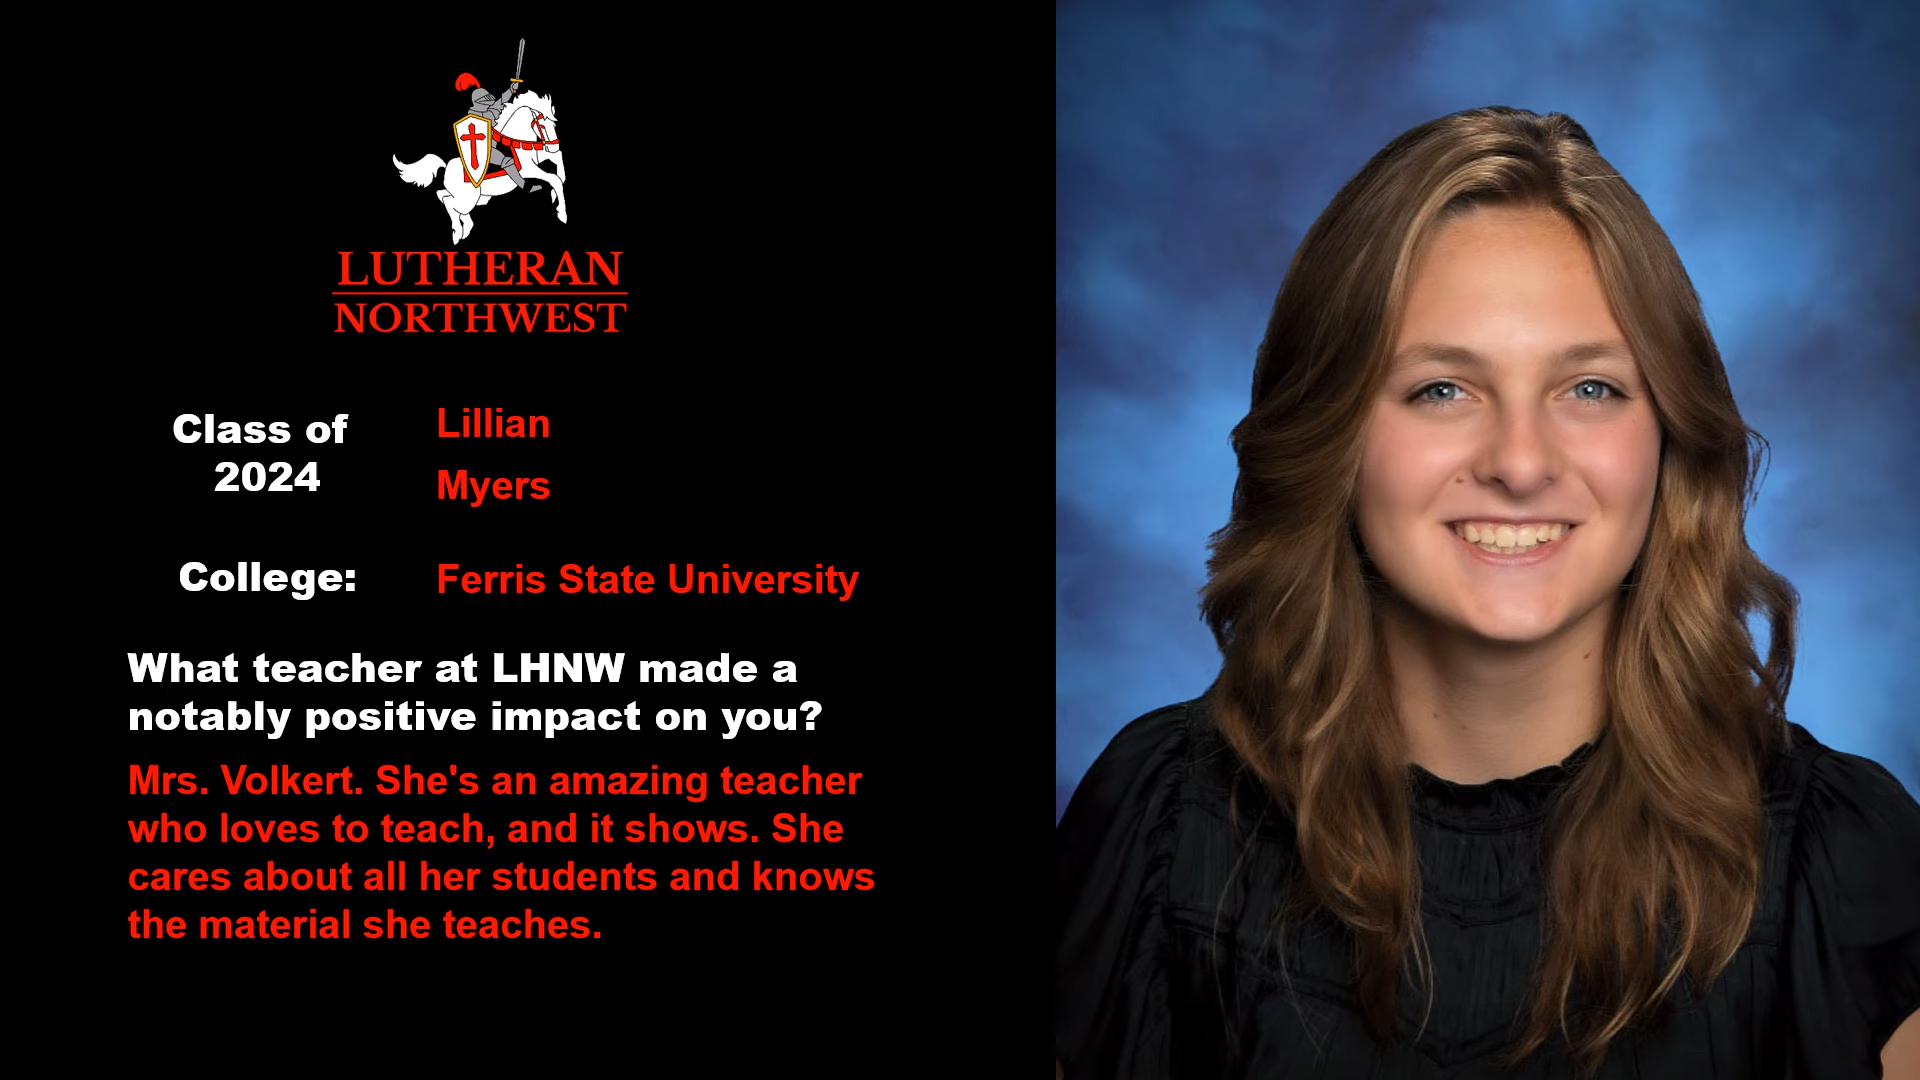 LUTHERAN
NORTHWEST
Class of
2024
Lillian
Myers
College:
Ferris State University
What teacher at LHNW made a
notably positive impact on you?
Mrs. Volkert. She's an amazing teacher
who loves to teach, and it shows. She
cares about all her students and knows
the material she teaches.